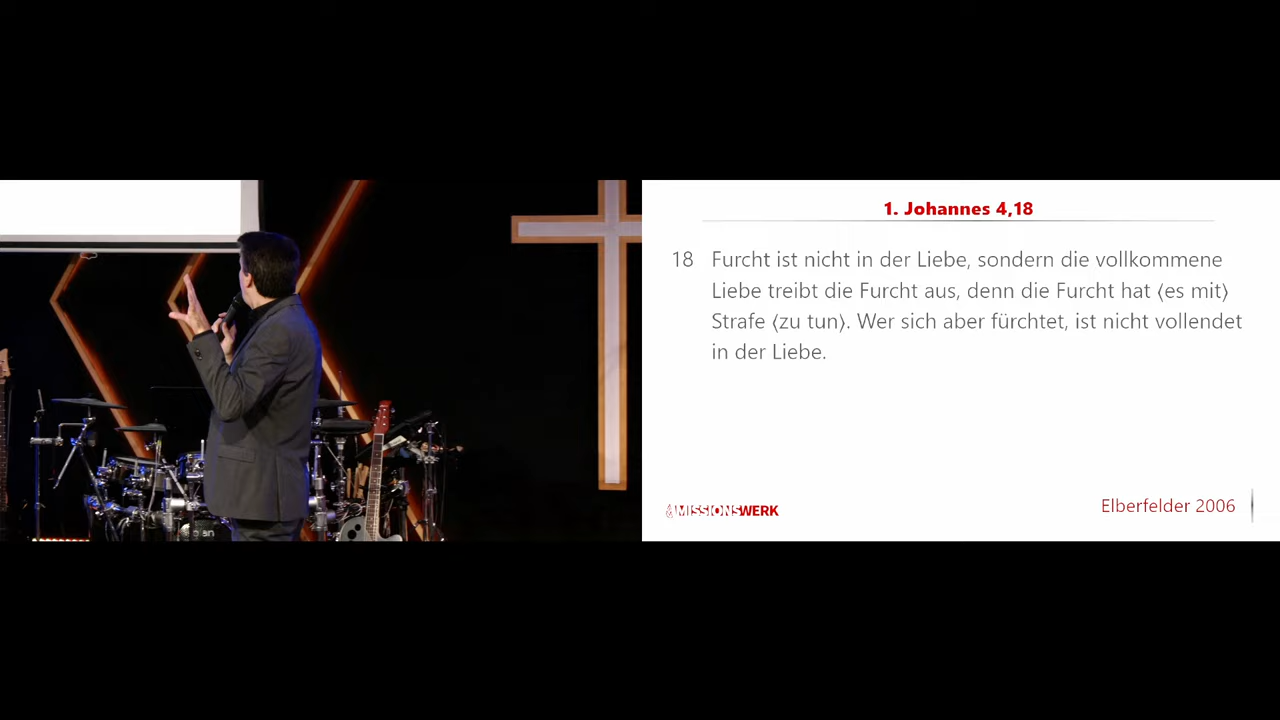 1. Johannes 4,18
18 Furcht ist nicht in der Liebe, sondern die vollkommene
Liebe treibt die Furcht aus, denn die Furcht hat ⟨es mit⟩
Strafe ⟨zu tun⟩. Wer sich aber fürchtet, ist nicht vollendet
in der Liebe.
MISSIONSWERK
Elberfelder 2006